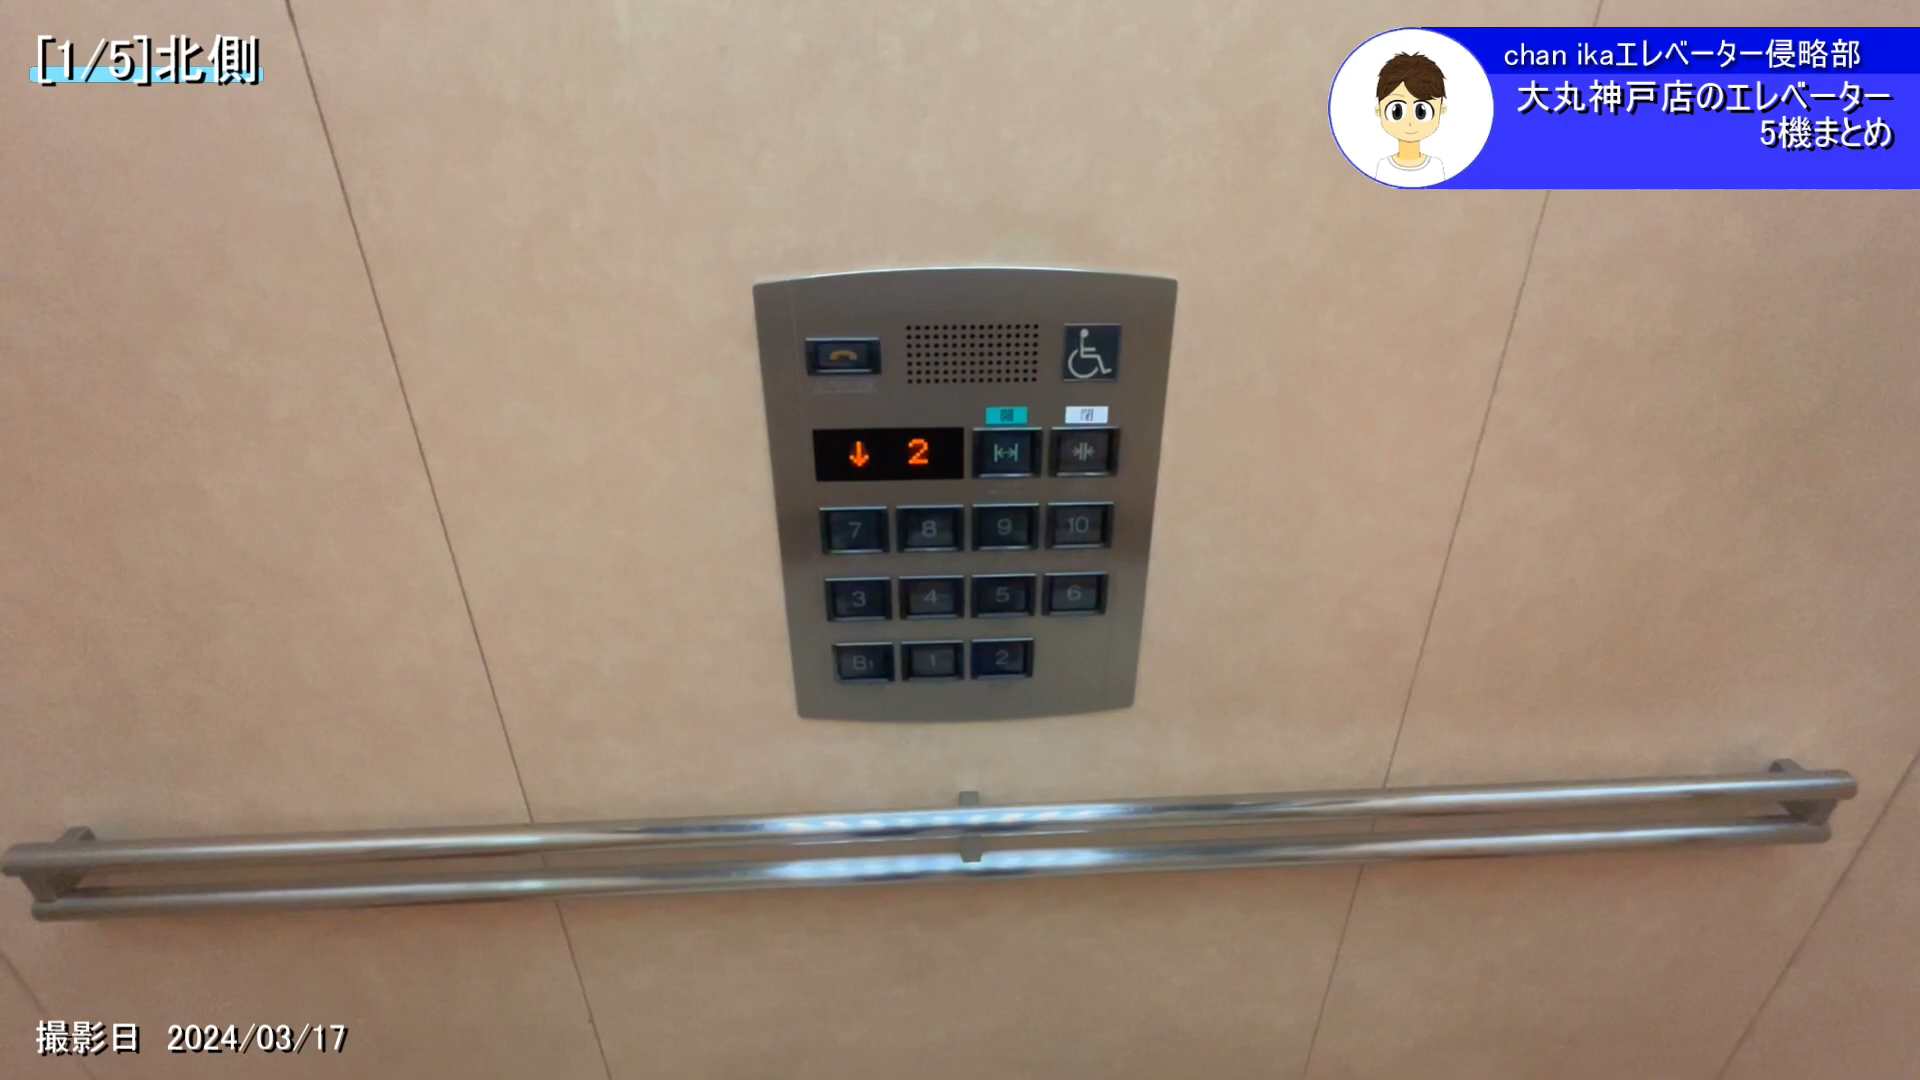 [1/5]北側
chan ikaエレベーター侵略部
大丸神戸店のエレベーター
5機まとめ
開 閉
↓ 2
7 8 9 10
3 4 5 6
B1 1 2
撮影日 2024/03/17